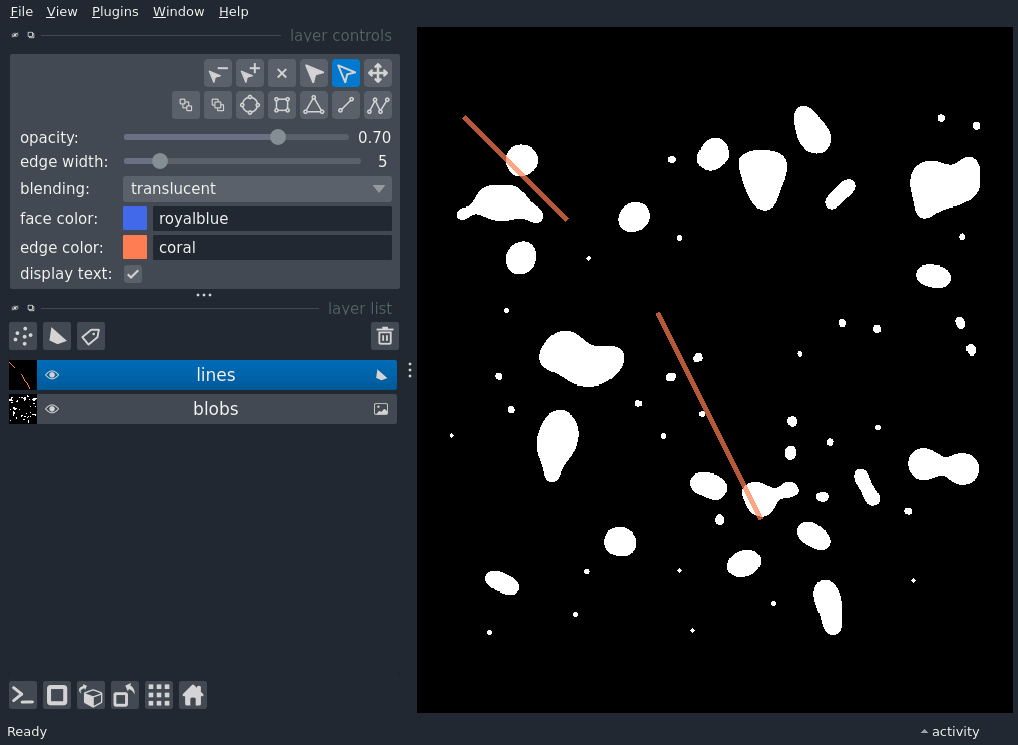 File View Plugins Window Help
layer controls
opacity: 0.70
edge width: 5
blending: translucent
face color: royalblue
edge color: coral
display text:
layer list
lines
blobs
Ready activity